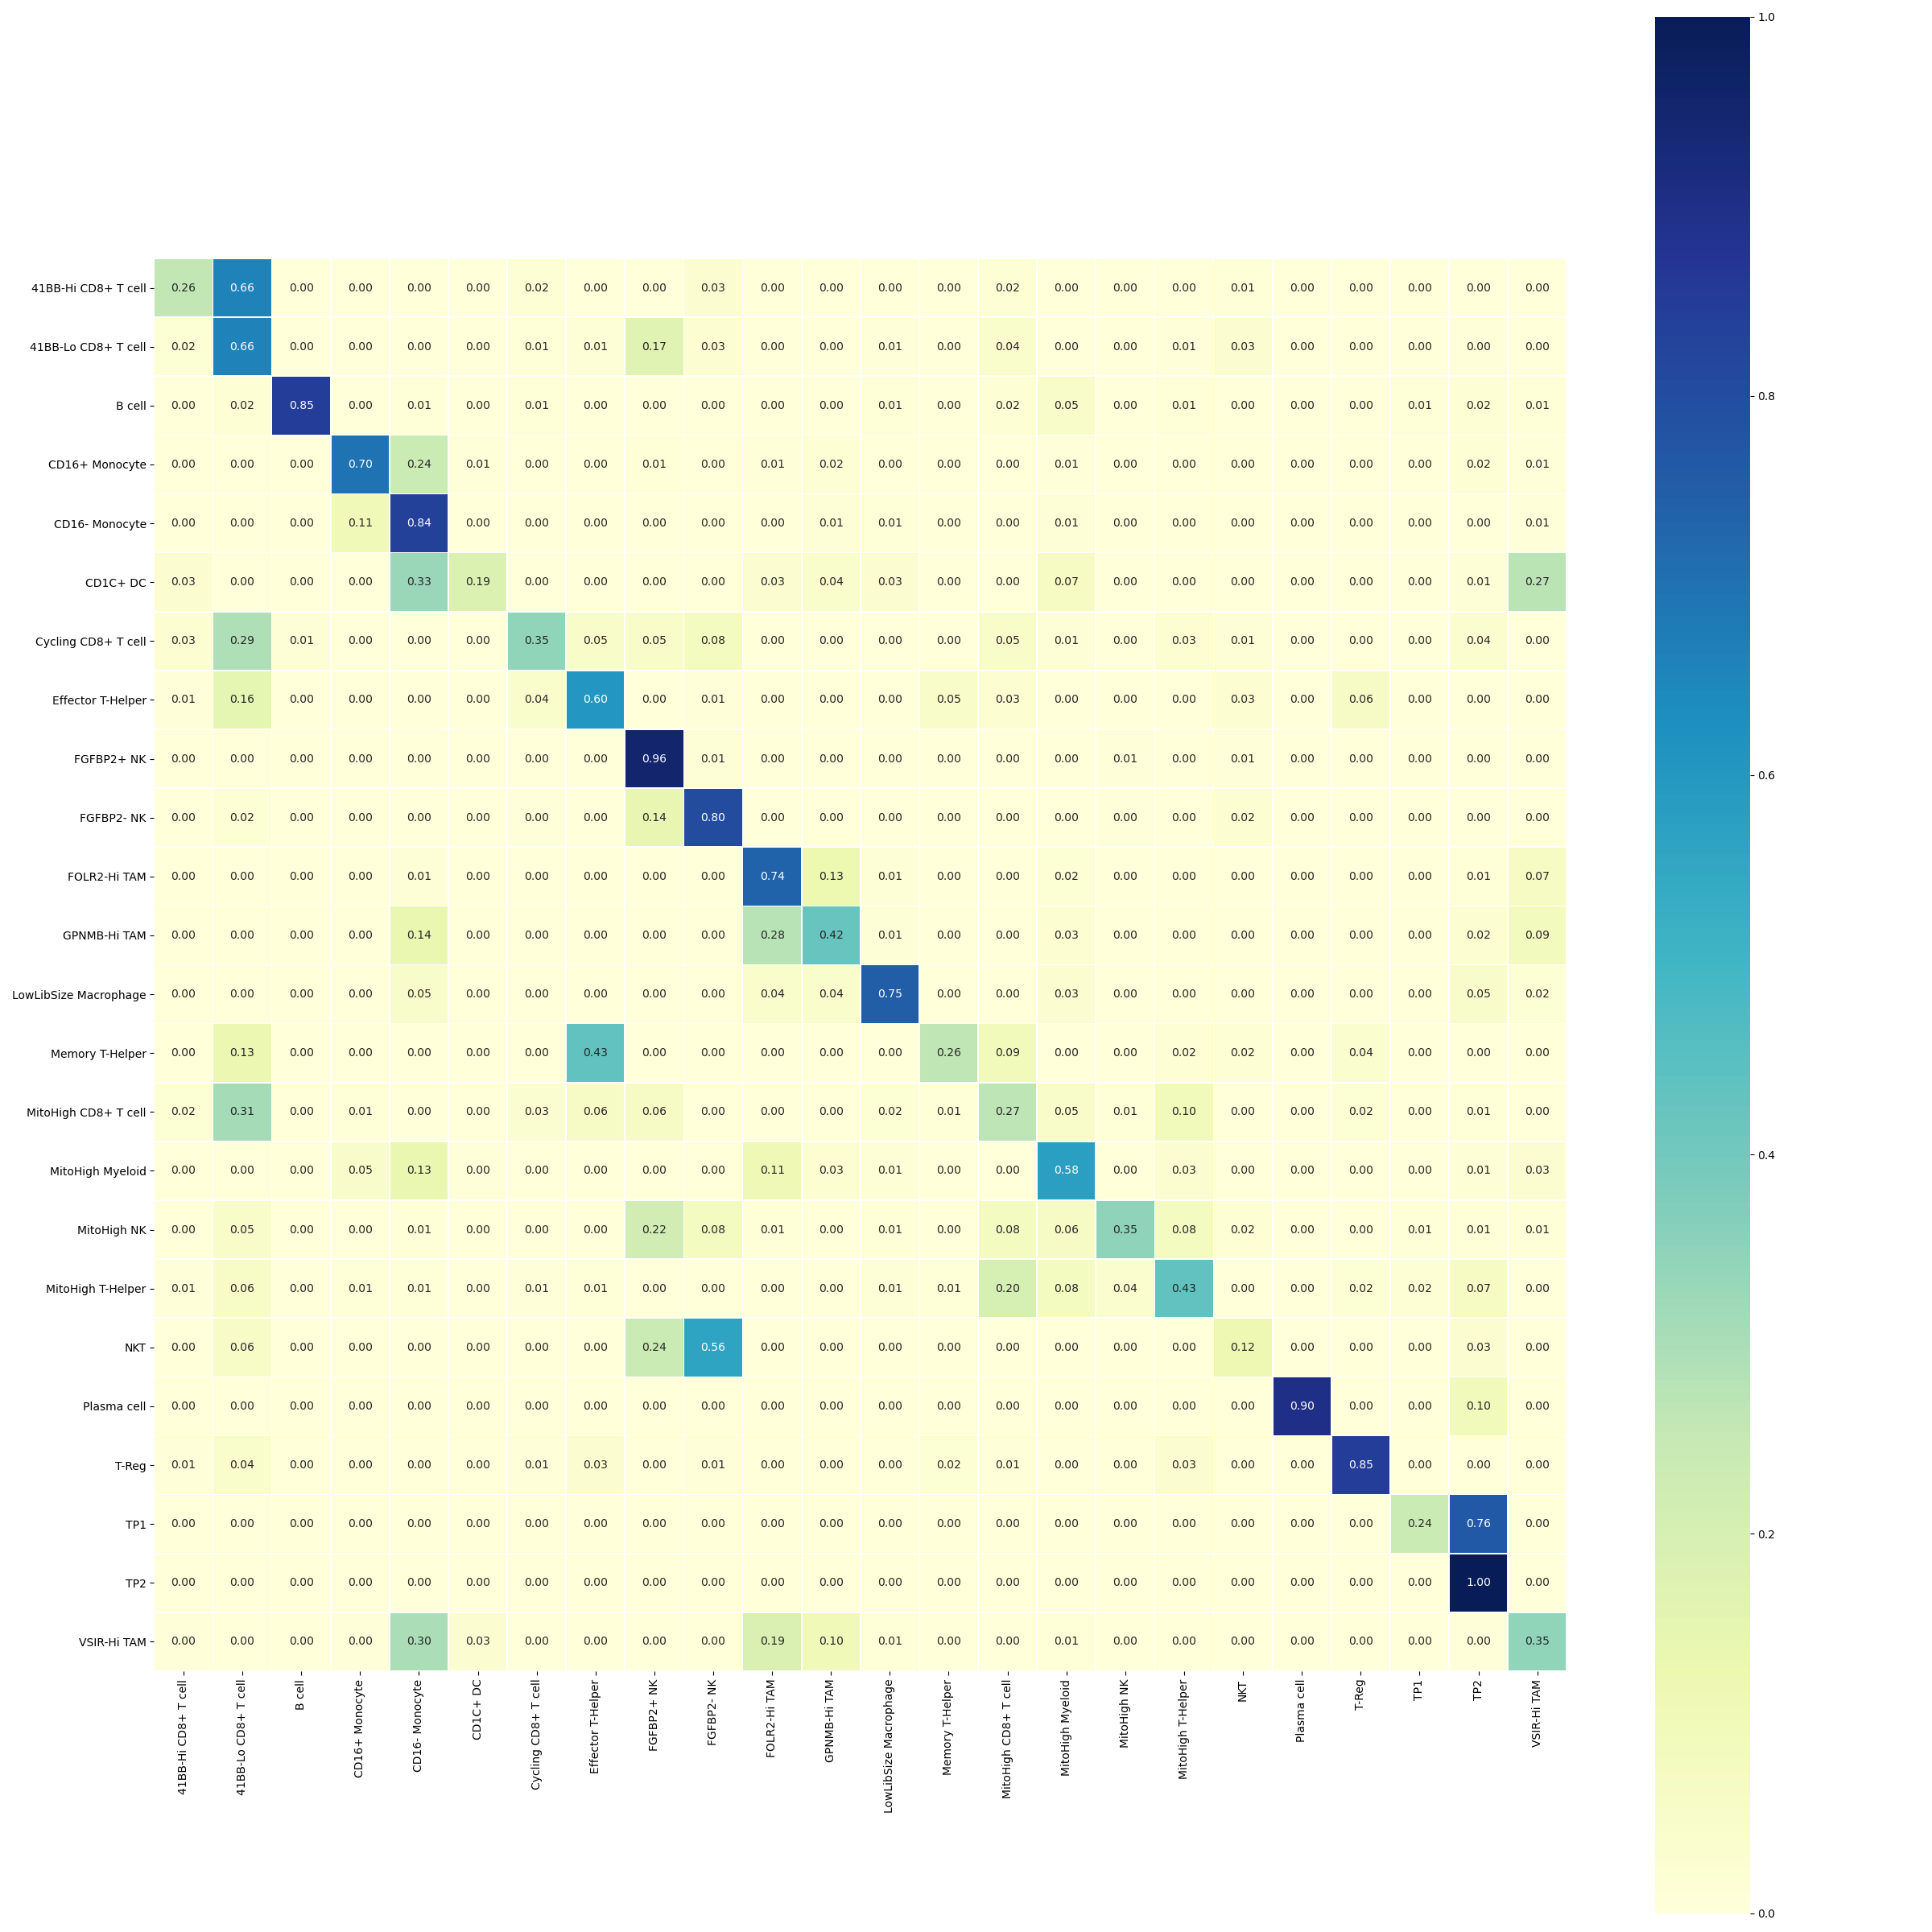 1.0
41BB-Hi CD8+ T cell 0.26 0.66 0.00 0.00 0.00 0.00 0.02 0.00 0.00 0.03 0.00 0.00 0.00 0.00 0.02 0.00 0.00 0.00 0.01 0.00 0.00 0.00 0.00 0.00
41BB-Lo CD8+ T cell 0.02 0.66 0.00 0.00 0.00 0.00 0.01 0.01 0.17 0.03 0.00 0.00 0.01 0.00 0.04 0.00 0.00 0.01 0.03 0.00 0.00 0.00 0.00 0.00
0.8
B cell 0.00 0.02 0.85 0.00 0.01 0.00 0.01 0.00 0.00 0.00 0.00 0.00 0.01 0.00 0.02 0.05 0.00 0.01 0.00 0.00 0.00 0.01 0.02 0.01
CD16+ Monocyte 0.00 0.00 0.00 0.70 0.24 0.01 0.00 0.00 0.01 0.00 0.01 0.02 0.00 0.00 0.00 0.01 0.00 0.00 0.00 0.00 0.00 0.00 0.02 0.01
CD16- Monocyte 0.00 0.00 0.00 0.11 0.84 0.00 0.00 0.00 0.00 0.00 0.00 0.01 0.01 0.00 0.00 0.01 0.00 0.00 0.00 0.00 0.00 0.00 0.00 0.01
CD1C+ DC 0.03 0.00 0.00 0.00 0.33 0.19 0.00 0.00 0.00 0.00 0.03 0.04 0.03 0.00 0.00 0.07 0.00 0.00 0.00 0.00 0.00 0.00 0.01 0.27
Cycling CD8+ T cell 0.03 0.29 0.01 0.00 0.00 0.00 0.35 0.05 0.05 0.08 0.00 0.00 0.00 0.00 0.05 0.01 0.00 0.03 0.01 0.00 0.00 0.00 0.04 0.00
Effector T-Helper 0.01 0.16 0.00 0.00 0.00 0.00 0.04 0.60 0.00 0.01 0.00 0.00 0.00 0.05 0.03 0.00 0.00 0.00 0.03 0.00 0.06 0.00 0.00 0.00
FGFBP2+ NK 0.00 0.00 0.00 0.00 0.00 0.00 0.00 0.00 0.96 0.01 0.00 0.00 0.00 0.00 0.00 0.00 0.01 0.00 0.01 0.00 0.00 0.00 0.00 0.00
0.6
FGFBP2- NK 0.00 0.02 0.00 0.00 0.00 0.00 0.00 0.00 0.14 0.80 0.00 0.00 0.00 0.00 0.00 0.00 0.00 0.00 0.02 0.00 0.00 0.00 0.00 0.00
FOLR2-Hi TAM 0.00 0.00 0.00 0.00 0.01 0.00 0.00 0.00 0.00 0.00 0.74 0.13 0.01 0.00 0.00 0.02 0.00 0.00 0.00 0.00 0.00 0.00 0.01 0.07
GPNMB-Hi TAM 0.00 0.00 0.00 0.00 0.14 0.00 0.00 0.00 0.00 0.00 0.28 0.42 0.01 0.00 0.00 0.03 0.00 0.00 0.00 0.00 0.00 0.00 0.02 0.09
LowLibSize Macrophage 0.00 0.00 0.00 0.00 0.05 0.00 0.00 0.00 0.00 0.00 0.04 0.04 0.75 0.00 0.00 0.03 0.00 0.00 0.00 0.00 0.00 0.00 0.05 0.02
Memory T-Helper 0.00 0.13 0.00 0.00 0.00 0.00 0.00 0.43 0.00 0.00 0.00 0.00 0.00 0.26 0.09 0.00 0.00 0.02 0.02 0.00 0.04 0.00 0.00 0.00
MitoHigh CD8+ T cell 0.02 0.31 0.00 0.01 0.00 0.00 0.03 0.06 0.06 0.00 0.00 0.00 0.02 0.01 0.27 0.05 0.01 0.10 0.00 0.00 0.02 0.00 0.01 0.00
0.4
MitoHigh Myeloid 0.00 0.00 0.00 0.05 0.13 0.00 0.00 0.00 0.00 0.00 0.11 0.03 0.01 0.00 0.00 0.58 0.00 0.03 0.00 0.00 0.00 0.00 0.01 0.03
MitoHigh NK 0.00 0.05 0.00 0.00 0.01 0.00 0.00 0.00 0.22 0.08 0.01 0.00 0.01 0.00 0.08 0.06 0.35 0.08 0.02 0.00 0.00 0.01 0.01 0.01
MitoHigh T-Helper 0.01 0.06 0.00 0.01 0.01 0.00 0.01 0.01 0.00 0.00 0.00 0.00 0.01 0.01 0.20 0.08 0.04 0.43 0.00 0.00 0.02 0.02 0.07 0.00
NKT 0.00 0.06 0.00 0.00 0.00 0.00 0.00 0.00 0.24 0.56 0.00 0.00 0.00 0.00 0.00 0.00 0.00 0.00 0.12 0.00 0.00 0.00 0.03 0.00
Plasma cell 0.00 0.00 0.00 0.00 0.00 0.00 0.00 0.00 0.00 0.00 0.00 0.00 0.00 0.00 0.00 0.00 0.00 0.00 0.00 0.90 0.00 0.00 0.10 0.00
T-Reg 0.01 0.04 0.00 0.00 0.00 0.00 0.01 0.03 0.00 0.01 0.00 0.00 0.00 0.02 0.01 0.00 0.00 0.03 0.00 0.00 0.85 0.00 0.00 0.00
TP1 0.00 0.00 0.00 0.00 0.00 0.00 0.00 0.00 0.00 0.00 0.00 0.00 0.00 0.00 0.00 0.00 0.00 0.00 0.00 0.00 0.00 0.24 0.76 0.00
0.2
TP2 0.00 0.00 0.00 0.00 0.00 0.00 0.00 0.00 0.00 0.00 0.00 0.00 0.00 0.00 0.00 0.00 0.00 0.00 0.00 0.00 0.00 0.00 1.00 0.00
VSIR-Hi TAM 0.00 0.00 0.00 0.00 0.30 0.03 0.00 0.00 0.00 0.00 0.19 0.10 0.01 0.00 0.00 0.01 0.00 0.00 0.00 0.00 0.00 0.00 0.00 0.35
41BB-Hi CD8+ T cell
41BB-Lo CD8+ T cell
B cell
CD16+ Monocyte
CD16- Monocyte
CD1C+ DC
Cycling CD8+ T cell
Effector T-Helper
FGFBP2+ NK
FGFBP2- NK
FOLR2-Hi TAM
GPNMB-Hi TAM
LowLibSize Macrophage
Memory T-Helper
MitoHigh CD8+ T cell
MitoHigh Myeloid
MitoHigh NK
MitoHigh T-Helper
NKT
Plasma cell
T-Reg
TP1
TP2
VSIR-Hi TAM
0.0